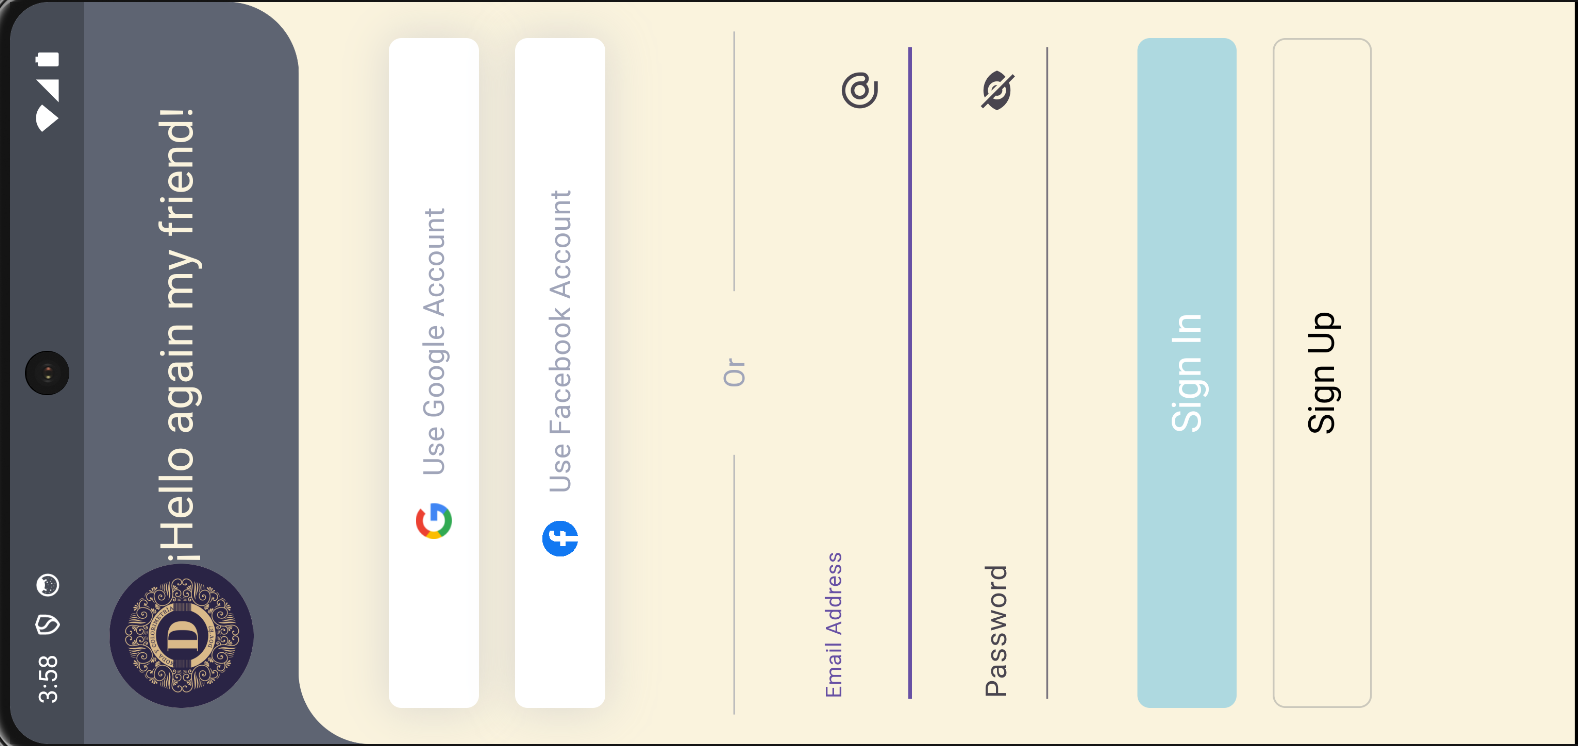 3:58
D
¡Hello again my friend!
Use Google Account
Use Facebook Account
Or
Email Address
Password
Sign In
Sign Up